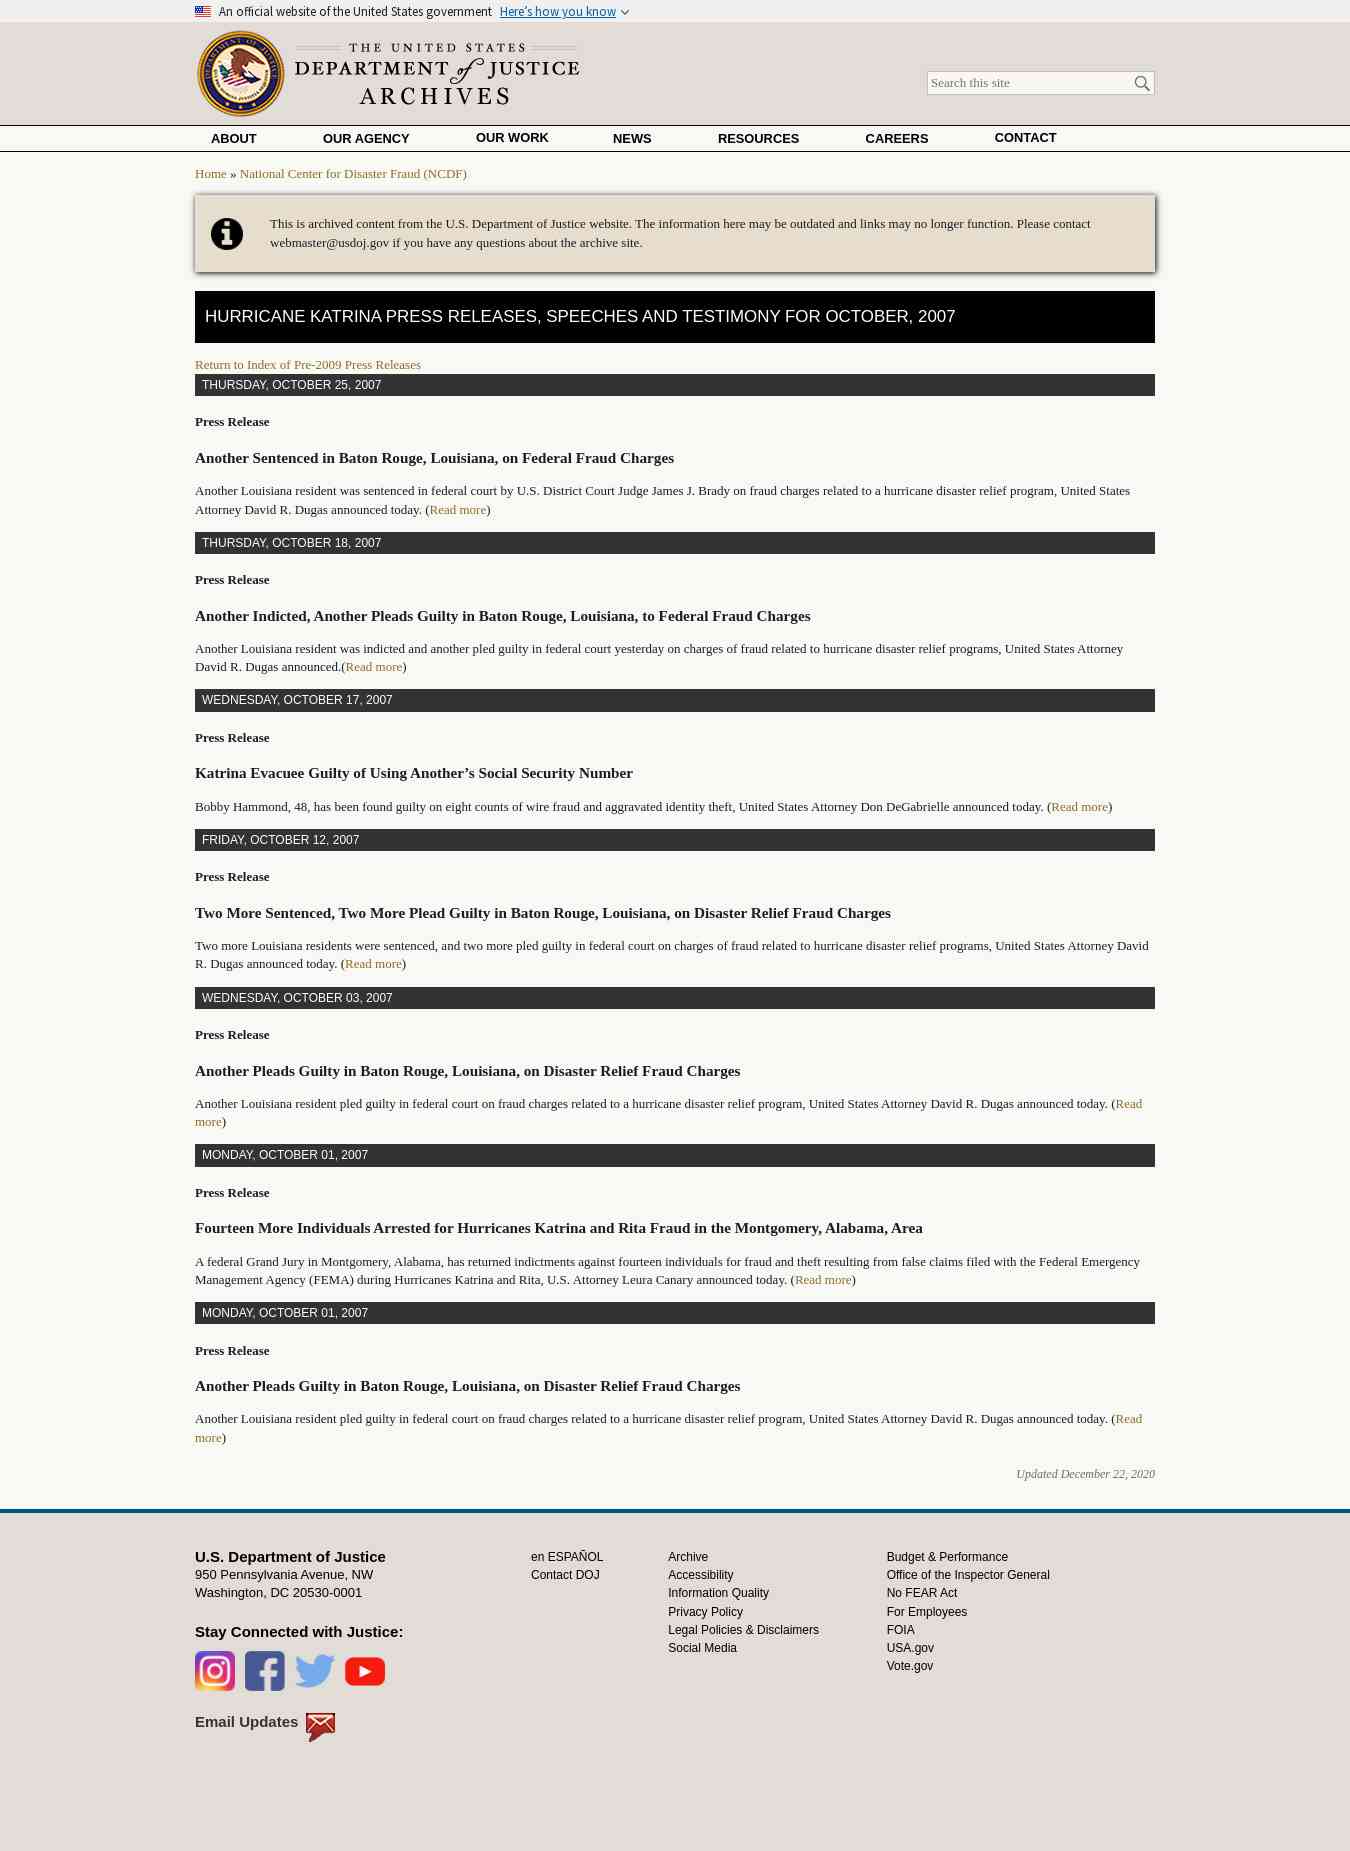 An official website of the United States government Here's how you know
THE UNITED STATES
DEPARTMENT of JUSTICE
ARCHIVES
Search this site
ABOUT OUR AGENCY OUR WORK NEWS RESOURCES CAREERS CONTACT
Home » National Center for Disaster Fraud (NCDF)
This is archived content from the U.S. Department of Justice website. The information here may be outdated and links may no longer function. Please contact
webmaster@usdoj.gov if you have any questions about the archive site.
HURRICANE KATRINA PRESS RELEASES, SPEECHES AND TESTIMONY FOR OCTOBER, 2007
Return to Index of Pre-2009 Press Releases
THURSDAY, OCTOBER 25, 2007
Press Release
Another Sentenced in Baton Rouge, Louisiana, on Federal Fraud Charges
Another Louisiana resident was sentenced in federal court by U.S. District Court Judge James J. Brady on fraud charges related to a hurricane disaster relief program, United States
Attorney David R. Dugas announced today. (Read more)
THURSDAY, OCTOBER 18, 2007
Press Release
Another Indicted, Another Pleads Guilty in Baton Rouge, Louisiana, to Federal Fraud Charges
Another Louisiana resident was indicted and another pled guilty in federal court yesterday on charges of fraud related to hurricane disaster relief programs, United States Attorney
David R. Dugas announced.(Read more)
WEDNESDAY, OCTOBER 17, 2007
Press Release
Katrina Evacuee Guilty of Using Another’s Social Security Number
Bobby Hammond, 48, has been found guilty on eight counts of wire fraud and aggravated identity theft, United States Attorney Don DeGabrielle announced today. (Read more)
FRIDAY, OCTOBER 12, 2007
Press Release
Two More Sentenced, Two More Plead Guilty in Baton Rouge, Louisiana, on Disaster Relief Fraud Charges
Two more Louisiana residents were sentenced, and two more pled guilty in federal court on charges of fraud related to hurricane disaster relief programs, United States Attorney David
R. Dugas announced today. (Read more)
WEDNESDAY, OCTOBER 03, 2007
Press Release
Another Pleads Guilty in Baton Rouge, Louisiana, on Disaster Relief Fraud Charges
Another Louisiana resident pled guilty in federal court on fraud charges related to a hurricane disaster relief program, United States Attorney David R. Dugas announced today. (Read
more)
MONDAY, OCTOBER 01, 2007
Press Release
Fourteen More Individuals Arrested for Hurricanes Katrina and Rita Fraud in the Montgomery, Alabama, Area
A federal Grand Jury in Montgomery, Alabama, has returned indictments against fourteen individuals for fraud and theft resulting from false claims filed with the Federal Emergency
Management Agency (FEMA) during Hurricanes Katrina and Rita, U.S. Attorney Leura Canary announced today. (Read more)
MONDAY, OCTOBER 01, 2007
Press Release
Another Pleads Guilty in Baton Rouge, Louisiana, on Disaster Relief Fraud Charges
Another Louisiana resident pled guilty in federal court on fraud charges related to a hurricane disaster relief program, United States Attorney David R. Dugas announced today. (Read
more)
Updated December 22, 2020
U.S. Department of Justice
950 Pennsylvania Avenue, NW
Washington, DC 20530-0001
Stay Connected with Justice:
Email Updates
en ESPAÑOL
Contact DOJ
Archive
Accessibility
Information Quality
Privacy Policy
Legal Policies & Disclaimers
Social Media
Budget & Performance
Office of the Inspector General
No FEAR Act
For Employees
FOIA
USA.gov
Vote.gov